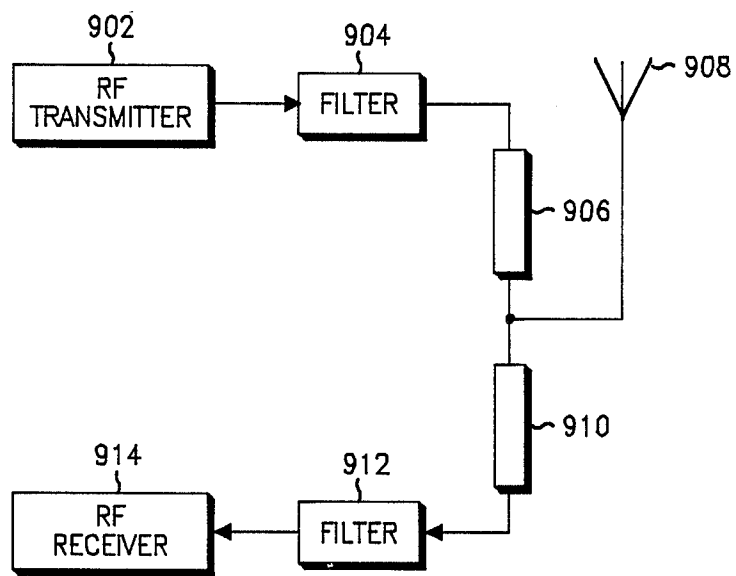 902
RF
TRANSMITTER
904
FILTER
908
906
910
914
RF
RECEIVER
912
FILTER